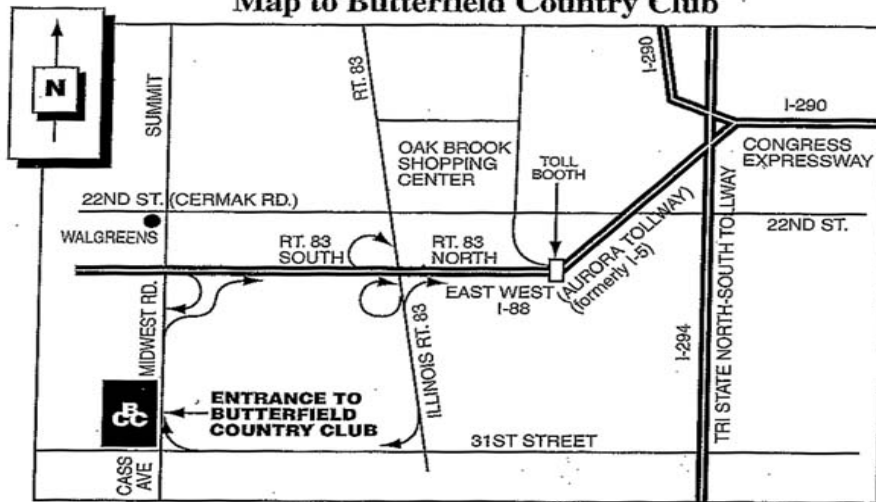 Map to Butterfield Country Club
N
SUMMIT
RT. 83
I-290
I-290
CONGRESS
EXPRESSWAY
OAK BROOK
SHOPPING
CENTER
TOLL
BOOTH
22ND ST. (CERMAK RD.)
22ND ST.
WALGREENS
RT. 83
SOUTH
RT. 83
NORTH
EAST WEST
I-88
(AURORA TOLLWAY)
(formerly I-5)
TRI STATE NORTH-SOUTH TOLLWAY
I-294
MIDWEST RD.
ILLINOIS RT. 83
BCC
ENTRANCE TO
BUTTERFIELD
COUNTRY CLUB
31ST STREET
CASS
AVE